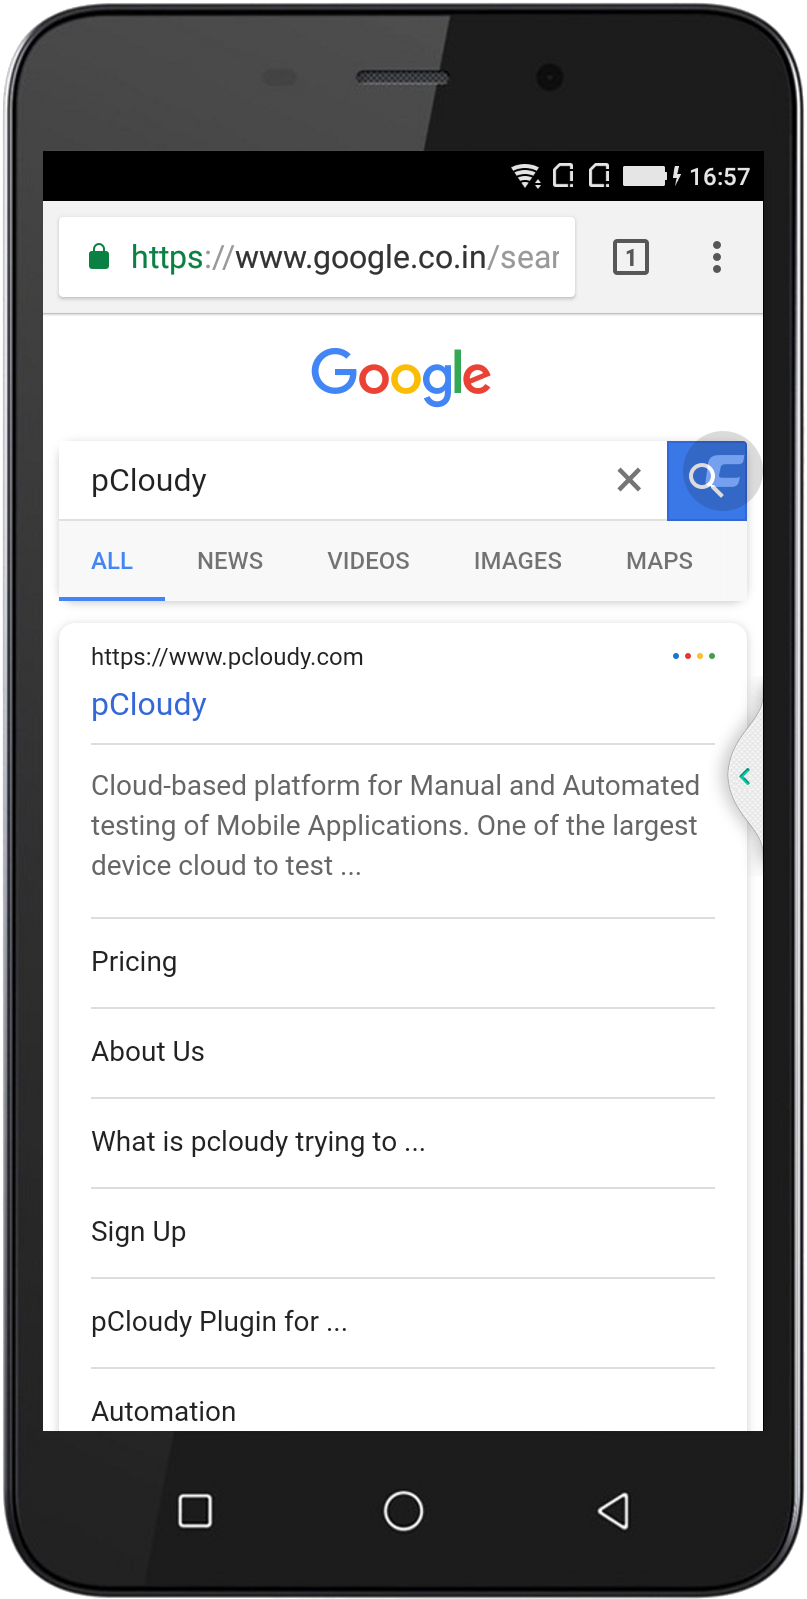 16:57
https://www.google.co.in/sear
1
Google
pCloudy
ALL NEWS VIDEOS IMAGES MAPS
https://www.pcloudy.com
pCloudy
Cloud-based platform for Manual and Automated
testing of Mobile Applications. One of the largest
device cloud to test ...
Pricing
About Us
What is pcloudy trying to ...
Sign Up
pCloudy Plugin for ...
Automation